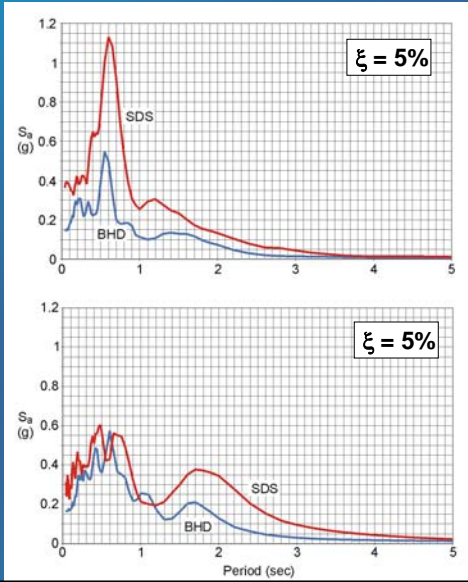 1.2
ξ = 5%
1
0.8
SDS
Sa
(g)
0.6
0.4
0.2
BHD
0
0 1 2 3 4 5
1.2
ξ = 5%
1
0.8
Sa
(g)
0.6
0.4
SDS
0.2
BHD
0
0 1 2 3 4 5
Period (sec)